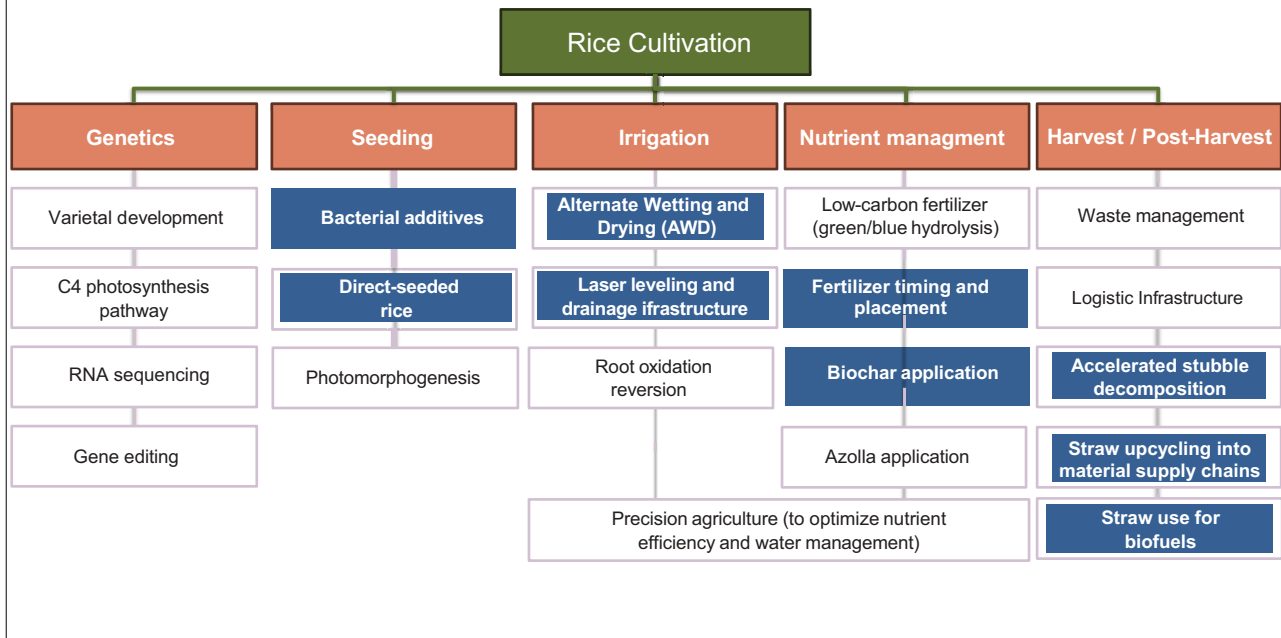 Rice Cultivation
Genetics
Seeding
Irrigation
Nutrient managment
Harvest / Post-Harvest
Varietal development
C4 photosynthesis
pathway
RNA sequencing
Gene editing
Bacterial additives
Direct-seeded
rice
Photomorphogenesis
Alternate Wetting and
Drying (AWD)
Laser leveling and
drainage ifrastructure
Root oxidation
reversion
Low-carbon fertilizer
(green/blue hydrolysis)
Fertilizer timing and
placement
Biochar application
Azolla application
Precision agriculture (to optimize nutrient
efficiency and water management)
Waste management
Logistic Infrastructure
Accelerated stubble
decomposition
Straw upcycling into
material supply chains
Straw use for
biofuels